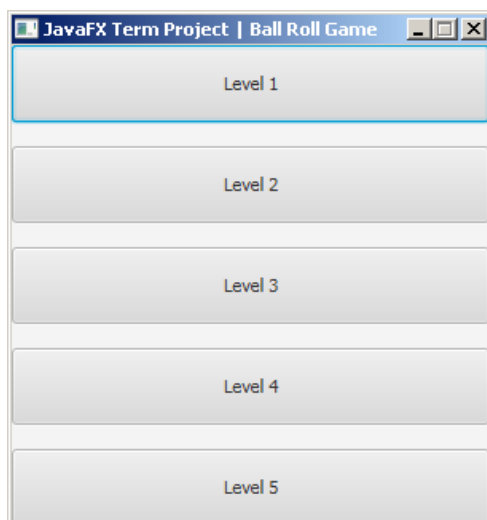 JavaFX Term Project | Ball Roll Game
Level 1
Level 2
Level 3
Level 4
Level 5